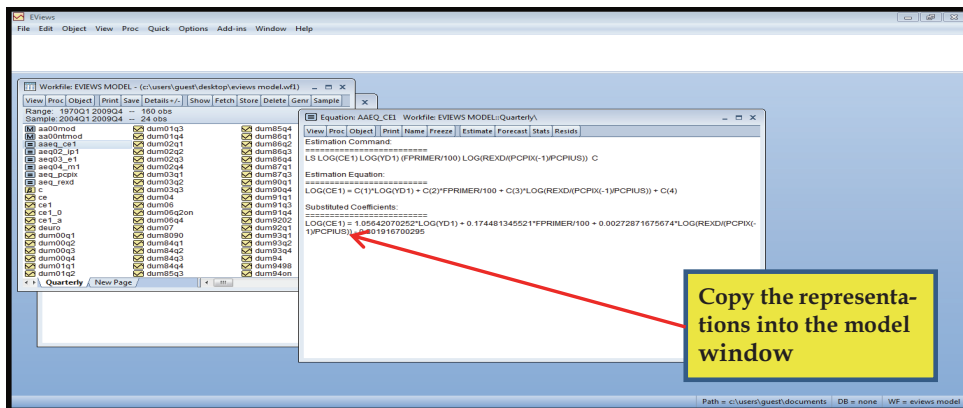 EViews
File Edit Object View Proc Quick Options Add-ins Window Help
Workfile: EVIEWS MODEL - (c:\users\guest\desktop\eviews model.wf1)
View Proc Object Print Save Details+/- Show Fetch Store Delete Genr Sample
Range: 1970Q1 2009Q4 -- 160 obs
Sample: 2004Q1 2009Q4 -- 24 obs
aa00mod dum01q3 dum85q4
aa00ntmod dum01q4 dum86q1
aaeq_ce1 dum02q1 dum86q2
aeq02_ip1 dum02q2 dum86q3
aeq03_e1 dum02q3 dum86q4
aeq04_m1 dum02q4 dum87q1
aeq_pcpix dum03q1 dum87q3
aeq_rexd dum03q2 dum90q1
c dum03q3 dum90q4
ce dum04 dum91q1
ce1 dum06 dum91q3
ce1_0 dum06q2on dum91q4
ce1_a dum06q4 dum9202
deuro dum07 dum92q1
dum00q1 dum8090 dum93q1
dum00q2 dum84q1 dum93q2
dum00q3 dum84q2 dum93q4
dum00q4 dum84q3 dum94
dum01q1 dum84q4 dum9498
dum01q2 dum85q3 dum94on
Quarterly New Page
Equation: AAEQ_CE1 Workfile: EVIEWS MODEL::Quarterly\
View Proc Object Print Name Freeze Estimate Forecast Stats Resids
Estimation Command:
=========================
LS LOG(CE1) LOG(YD1) (FPRIMER/100) LOG(REXD/(PCPIX(-1)/PCPIUS)) C
Estimation Equation:
=========================
LOG(CE1) = C(1)*LOG(YD1) + C(2)*FPRIMER/100 + C(3)*LOG(REXD/(PCPIX(-1)/PCPIUS)) + C(4)
Substituted Coefficients:
=========================
LOG(CE1) = 1.05642070252*LOG(YD1) + 0.174481345521*FPRIMER/100 + 0.00272871675674*LOG(REXD/(PCPIX(-
1)/PCPIUS)) 
Copy the representa-
tions into the model
window
Path = c:\users\guest\documents DB = none WF = eviews model